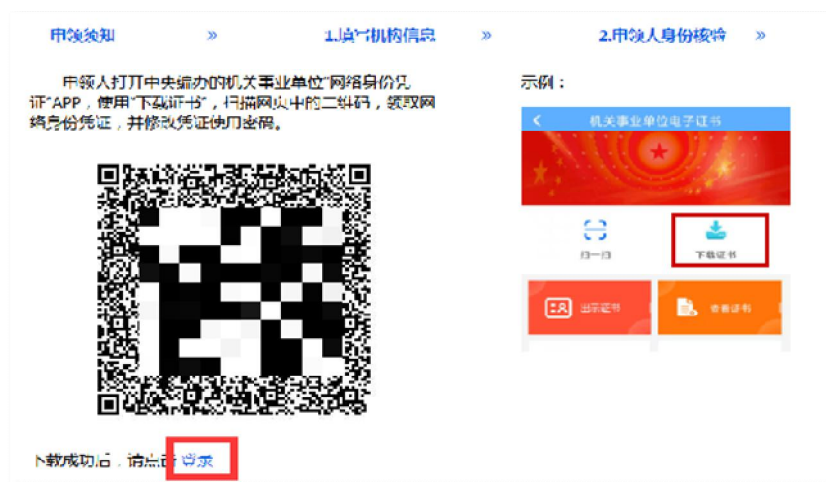 申领须知 » 1.填写机构信息 » 2.申领人身份核验 »
申领人打开中央编办的机关事业单位"网络身份凭
证"APP，使用"下载证书"，扫描网页中的二维码，领取网
络身份凭证，并修改凭证使用密码。
下载成功后，请点击 登录
示例：
机关事业单位电子证书
扫一扫 下载证书
出示证书 查看证书